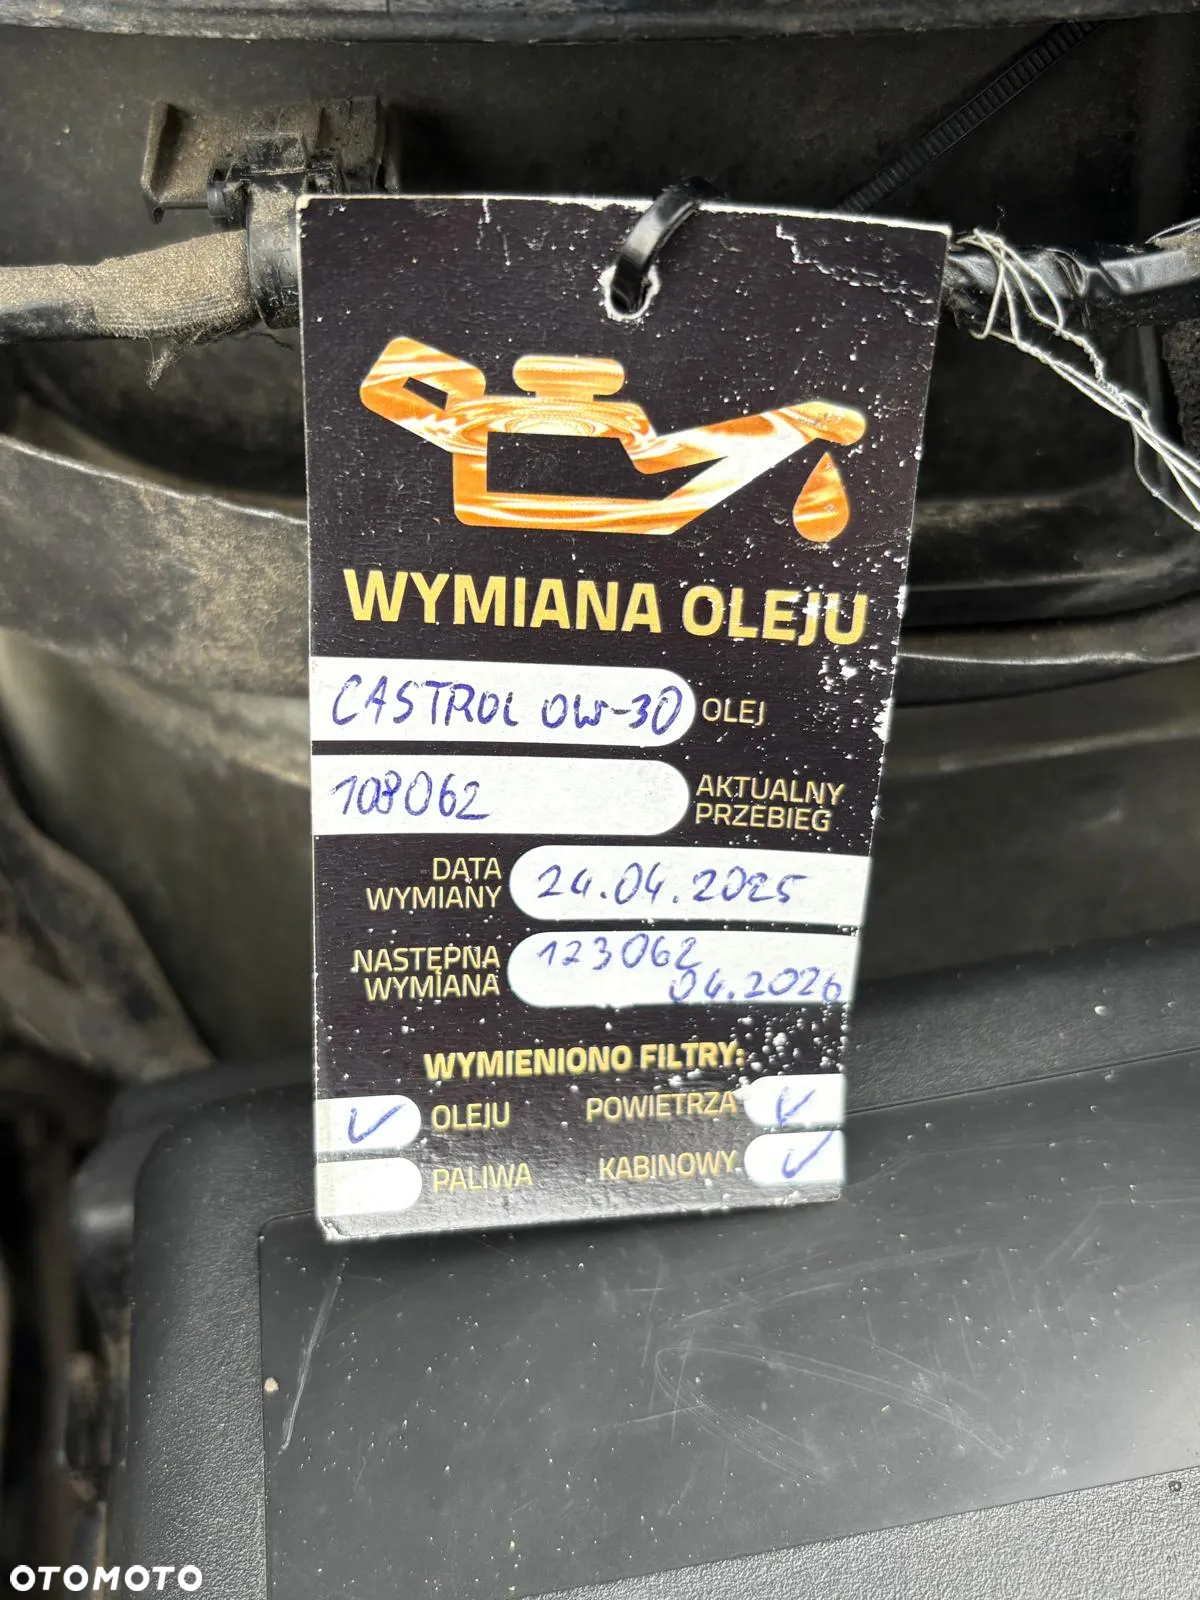 WYMIANA OLEJU
CASTROL 0W-30 OLEJ
108062 AKTUALNY
PRZEBIEG
DATA
WYMIANY 24.04.2025
NASTĘPNA
WYMIANA 123062
04.2026
WYMIENIONO FILTRY:
OLEJU POWIETRZA
PALIWA KABINOWY
OTOMOTO